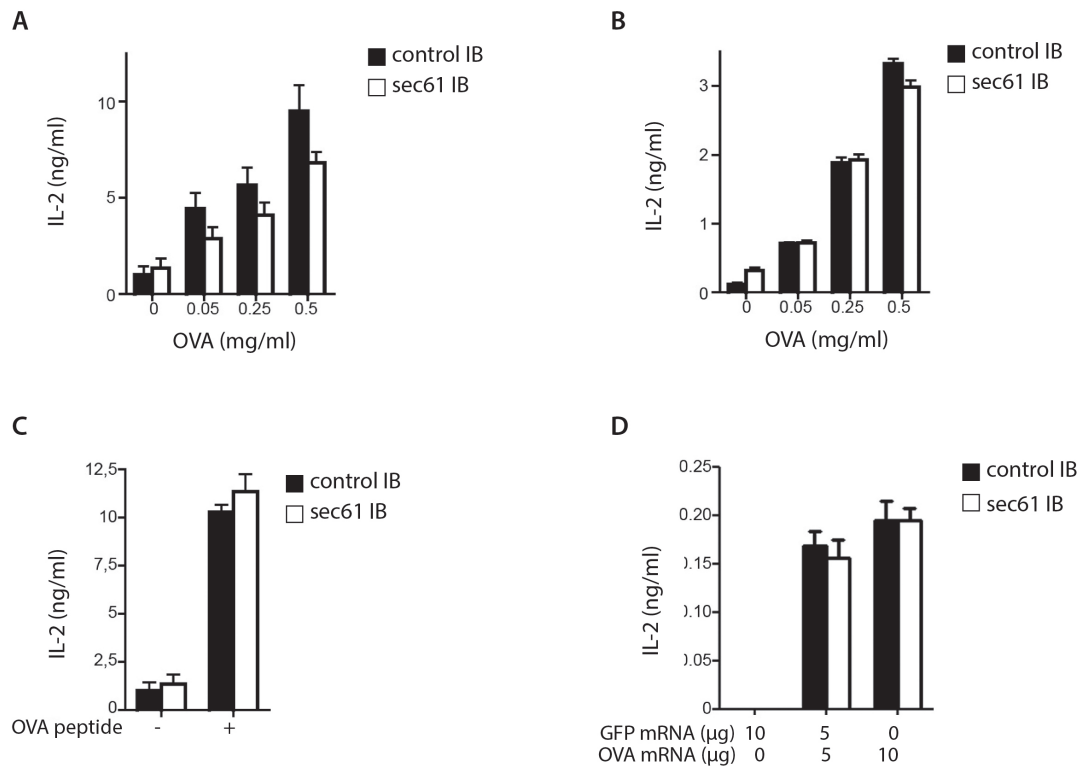 A
control IB
sec61 IB
IL-2 (ng/ml)
10
5
0
0 0.05 0.25 0.5
OVA (mg/ml)
B
control IB
sec61 IB
IL-2 (ng/ml)
3
2
1
0
0 0.05 0.25 0.5
OVA (mg/ml)
C
control IB
sec61 IB
IL-2 (ng/ml)
12,5
10
7,5
5
2,5
0
OVA peptide - +
D
control IB
sec61 IB
IL-2 (ng/ml)
0.25
0.20
0.15
0.10
0.05
0
GFP mRNA (µg) 10 5 0
OVA mRNA (µg) 0 5 10